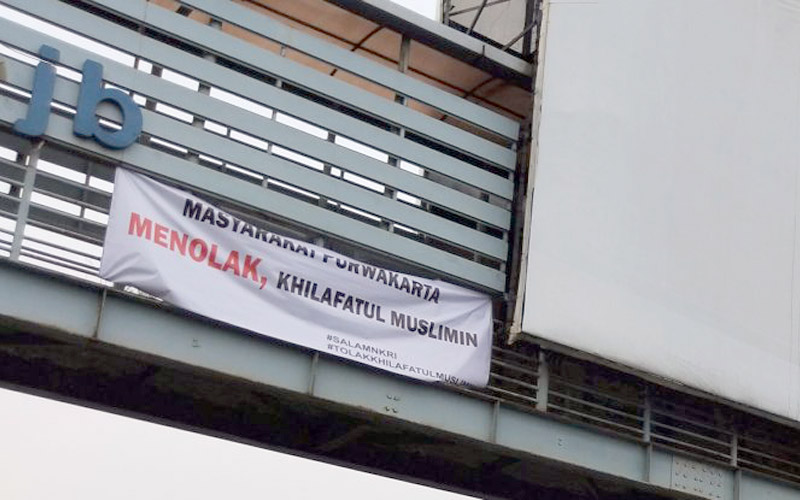 jb
MASYARAKAT PURWAKARTA
MENOLAK, KHILAFATUL MUSLIMIN
#SALAMNKRI